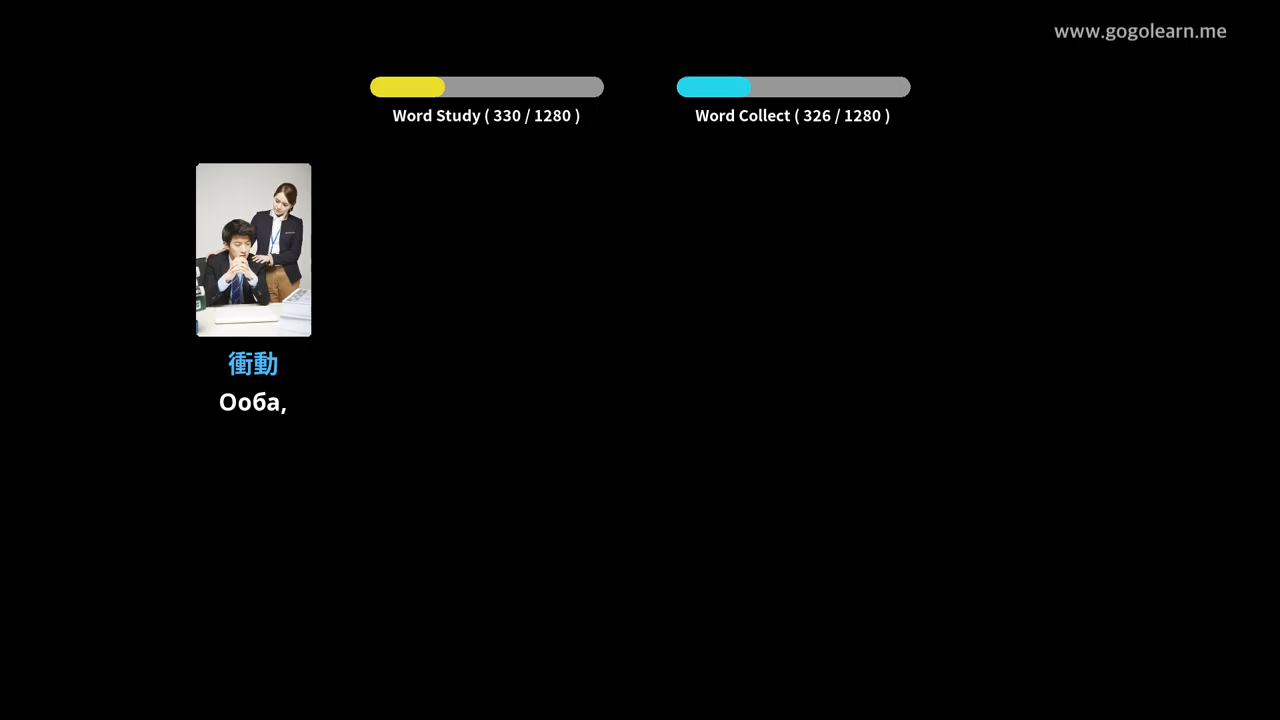 www.gogolearn.me
Word Study ( 330 / 1280 )
Word Collect ( 326 / 1280 )
衝動
Ооба,